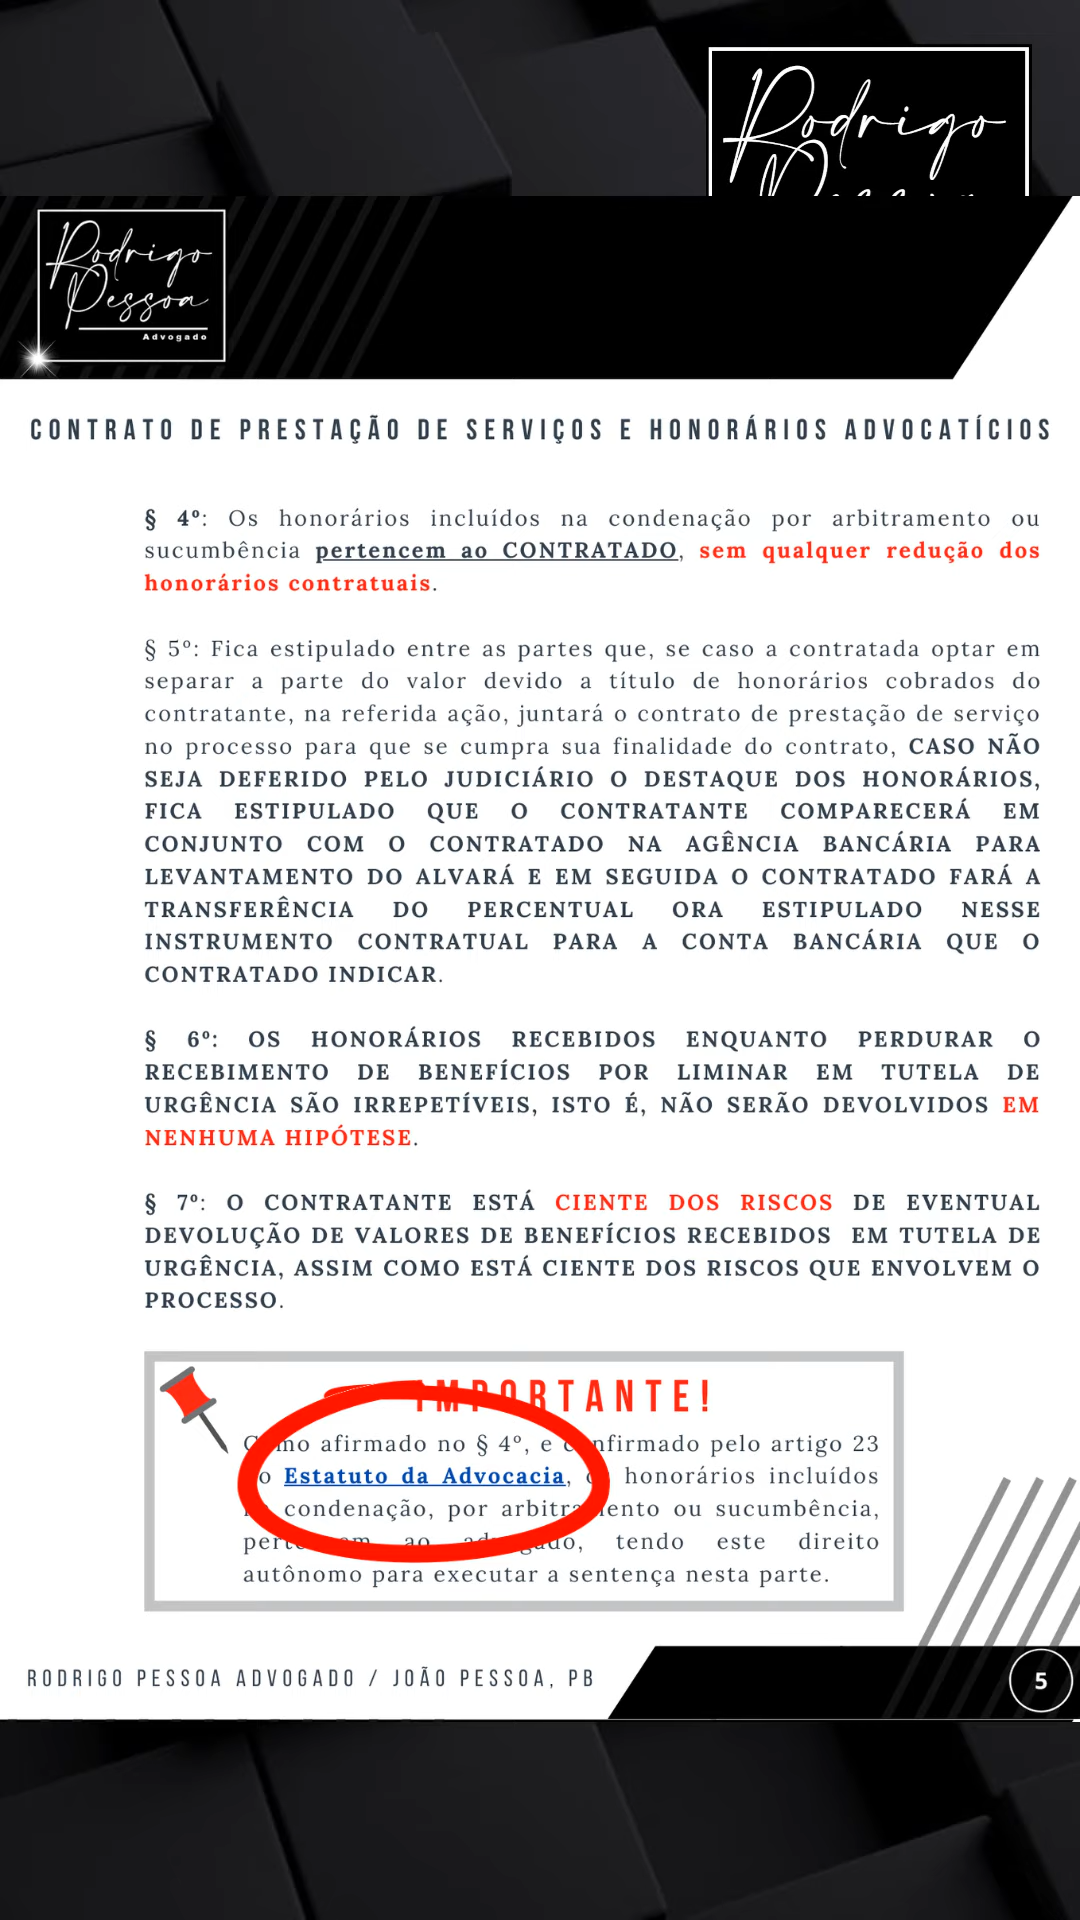 Rodrigo
Rodrigo
Pessoa
Advogado
CONTRATO DE PRESTAÇÃO DE SERVIÇOS E HONORÁRIOS ADVOCATÍCIOS
§ 4º: Os honorários incluídos na condenação por arbitramento ou
sucumbência pertencem ao CONTRATADO, sem qualquer redução dos
honorários contratuais.
§ 5º: Fica estipulado entre as partes que, se caso a contratada optar em
separar a parte do valor devido a título de honorários cobrados do
contratante, na referida ação, juntará o contrato de prestação de serviço
no processo para que se cumpra sua finalidade do contrato, CASO NÃO
SEJA DEFERIDO PELO JUDICIÁRIO O DESTAQUE DOS HONORÁRIOS,
FICA ESTIPULADO QUE O CONTRATANTE COMPARECERÁ EM
CONJUNTO COM O CONTRATADO NA AGÊNCIA BANCÁRIA PARA
LEVANTAMENTO DO ALVARÁ E EM SEGUIDA O CONTRATADO FARÁ A
TRANSFERÊNCIA DO PERCENTUAL ORA ESTIPULADO NESSE
INSTRUMENTO CONTRATUAL PARA A CONTA BANCÁRIA QUE O
CONTRATADO INDICAR.
§ 6º: OS HONORÁRIOS RECEBIDOS ENQUANTO PERDURAR O
RECEBIMENTO DE BENEFÍCIOS POR LIMINAR EM TUTELA DE
URGÊNCIA SÃO IRREPETÍVEIS, ISTO É, NÃO SERÃO DEVOLVIDOS EM
NENHUMA HIPÓTESE.
§ 7º: O CONTRATANTE ESTÁ CIENTE DOS RISCOS DE EVENTUAL
DEVOLUÇÃO DE VALORES DE BENEFÍCIOS RECEBIDOS EM TUTELA DE
URGÊNCIA, ASSIM COMO ESTÁ CIENTE DOS RISCOS QUE ENVOLVEM O
PROCESSO.
IMPORTANTE!
Como afirmado no § 4º, e confirmado pelo artigo 23
Estatuto da Advocacia, honorários incluídos
condenação, por arbitramento ou sucumbência,
pertencem ao advogado, tendo este direito
autônomo para executar a sentença nesta parte.
RODRIGO PESSOA ADVOGADO / JOÃO PESSOA, PB
5